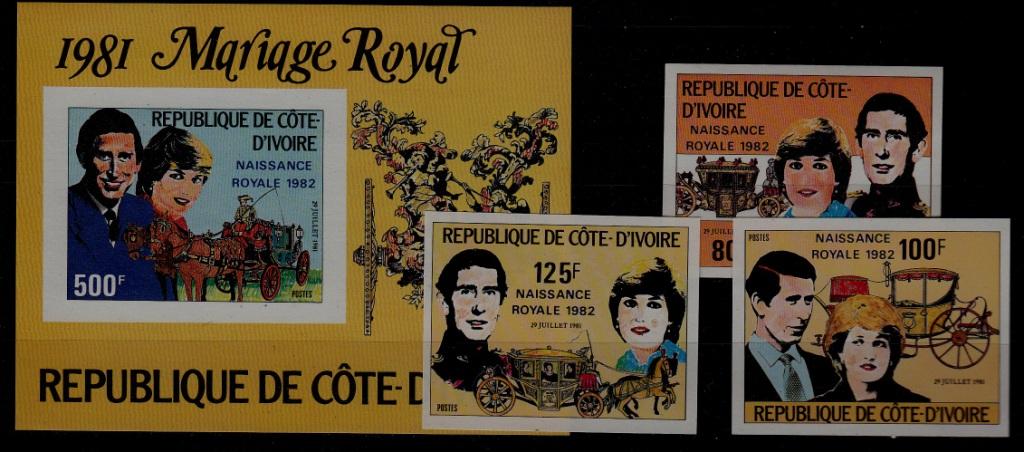 1981 Mariage Royal
REPUBLIQUE DE CÔTE-
D'IVOIRE
NAISSANCE
ROYALE 1982
29 JUILLET 1981
500F
POSTES
REPUBLIQUE DE CÔTE-D
REPUBLIQUE DE CÔTE-
D'IVOIRE
NAISSANCE
ROYALE 1982
29 JUILLET
80
REPUBLIQUE DE CÔTE-D'IVOIRE
125F
NAISSANCE
ROYALE 1982
29 JUILLET 1981
POSTES
POSTES
NAISSANCE
ROYALE 1982
100F
29 JUILLET 1981
REPUBLIQUE DE CÔTE-D'IVOIRE